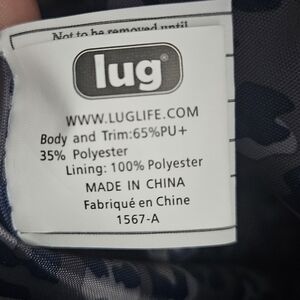 Not to be removed until
lug®
WWW.LUGLIFE.COM
Body and Trim:65%PU+
35% Polyester
Lining: 100% Polyester
MADE IN CHINA
Fabriqué en Chine
1567-A